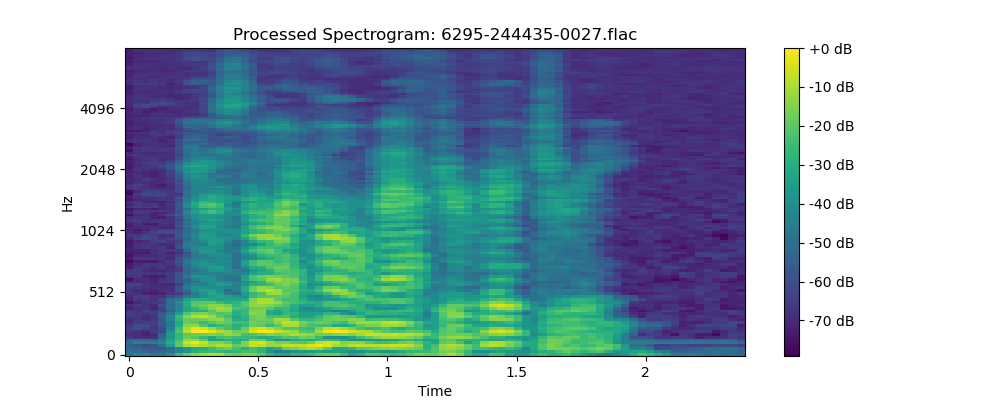 Processed Spectrogram: 6295-244435-0027.flac
+0 dB
-10 dB
-20 dB
-30 dB
-40 dB
-50 dB
-60 dB
-70 dB
4096
2048
1024
512
0
Hz
0
0.5
1
1.5
2
Time